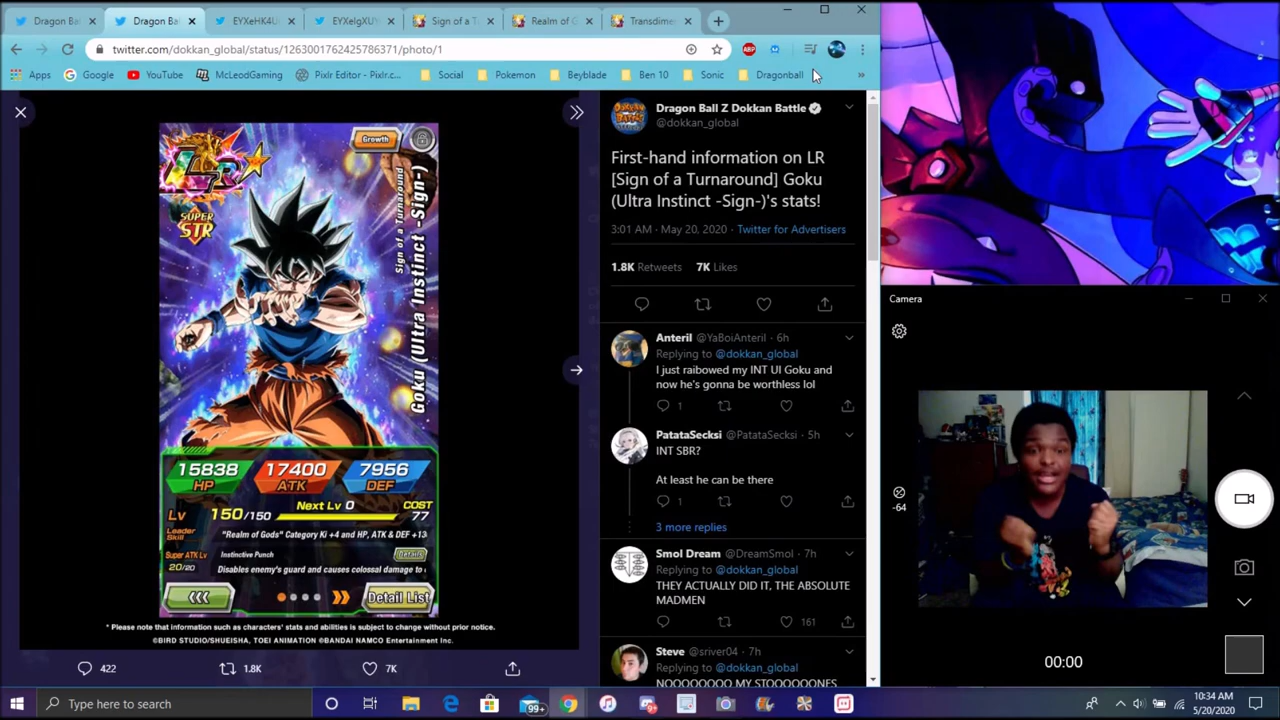 Dragon Bal
Dragon Bal
EYXeHK4U
EYXeIgXU
Sign of a T
Realm of G
Transdime
twitter.com/dokkan_global/status/1263001762425786371/photo/1
ABP
Apps
Google
YouTube
McLeodGaming
Pixlr Editor - Pixlr.c...
Social
Pokemon
Beyblade
Ben 10
Sonic
Dragonball
LR
Growth
SUPER
STR
Sign of a Turnaround
Goku (Ultra Instinct -Sign-)
15838
HP
17400
ATK
7956
DEF
Next Lv 0
COST
Lv 150/150
77
Leader Skill
"Realm of Gods" Category Ki +4 and HP, ATK & DEF +13
Super ATK Lv
20/20
Instinctive Punch
Details
Disables enemy's guard and causes colossal damage to
Detail List
* Please note that information such as characters' stats and abilities is subject to change without prior notice.
©BIRD STUDIO/SHUEISHA, TOEI ANIMATION ©BANDAI NAMCO Entertainment Inc.
422
1.8K
7K
Dragon Ball Z Dokkan Battle
@dokkan_global
First-hand information on LR
[Sign of a Turnaround] Goku
(Ultra Instinct -Sign-)'s stats!
3:01 AM · May 20, 2020 · Twitter for Advertisers
1.8K Retweets 7K Likes
Anteril @YaBoiAnteril · 6h
Replying to @dokkan_global
I just raibowed my INT UI Goku and
now he's gonna be worthless lol
1
PatataSecksi @PatataSecksi · 5h
INT SBR?
At least he can be there
1
3 more replies
Smol Dream @DreamSmol · 7h
Replying to @dokkan_global
THEY ACTUALLY DID IT, THE ABSOLUTE
MADMEN
161
Steve @sriver04 · 7h
Replying to @dokkan_global
NOOOOOOO MY STOOOOOONES
Camera
-64
00:00
Type here to search
99+
10:34 AM
5/20/2020